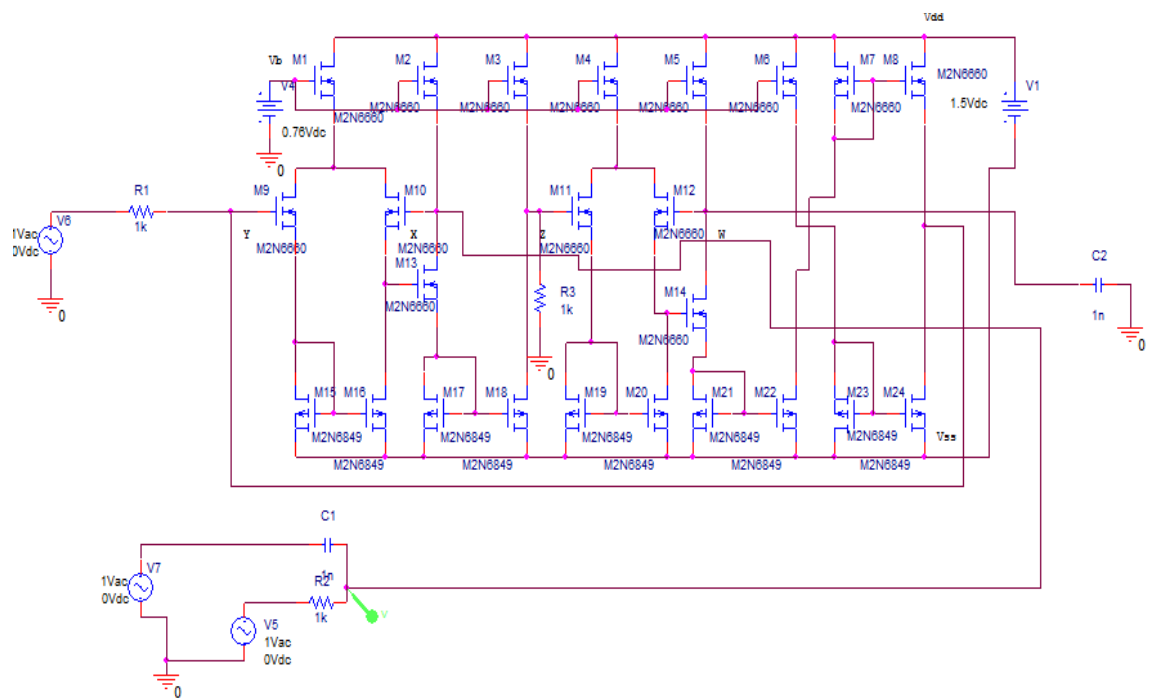 Vdd
M1 M2 M3 M4 M5 M6 M7 M8
Vb
V4
M2N6660 M2N6660 M2N6660 M2N6660 M2N6660 M2N6660 M2N6660
V1
1.5Vdc
0.76Vdc
0
R1
1k
M9 M10 M11 M12
V6
1Vac
0Vdc
Y X Z W
M2N6660 M2N6660 M2N6660
0
M13
M2N6660
R3
1k
0
M14
M2N6660
C2
1n
0
M15 M16 M17 M18 M19 M20 M21 M22 M23 M24
M2N6849 M2N6849 M2N6849 M2N6849 M2N6849
Vss
M2N6849 M2N6849 M2N6849 M2N6849 M2N6849
C1
1n
V7
1Vac
0Vdc
R2
1k
V
V5
1Vac
0Vdc
0